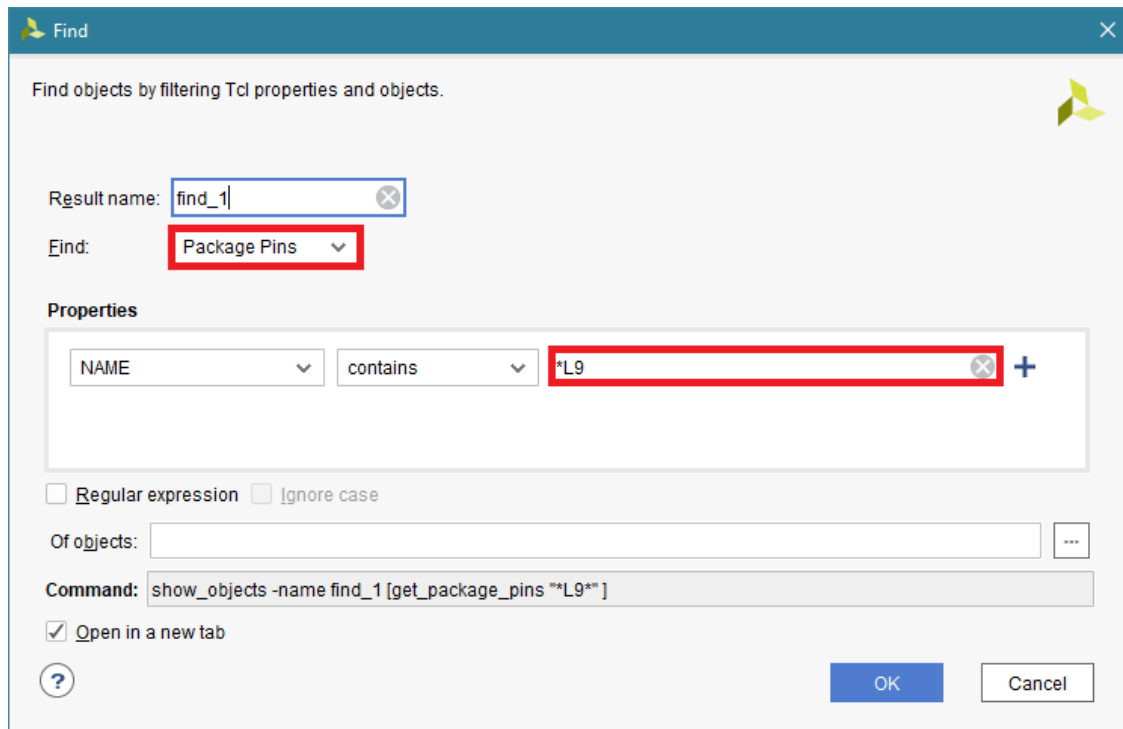 Find
Find objects by filtering Tcl properties and objects.
Result name: find_1
Find: Package Pins
Properties
NAME contains *L9
Regular expression Ignore case
Of objects: ...
Command: show_objects -name find_1 [get_package_pins "*L9*" ]
Open in a new tab
? OK Cancel